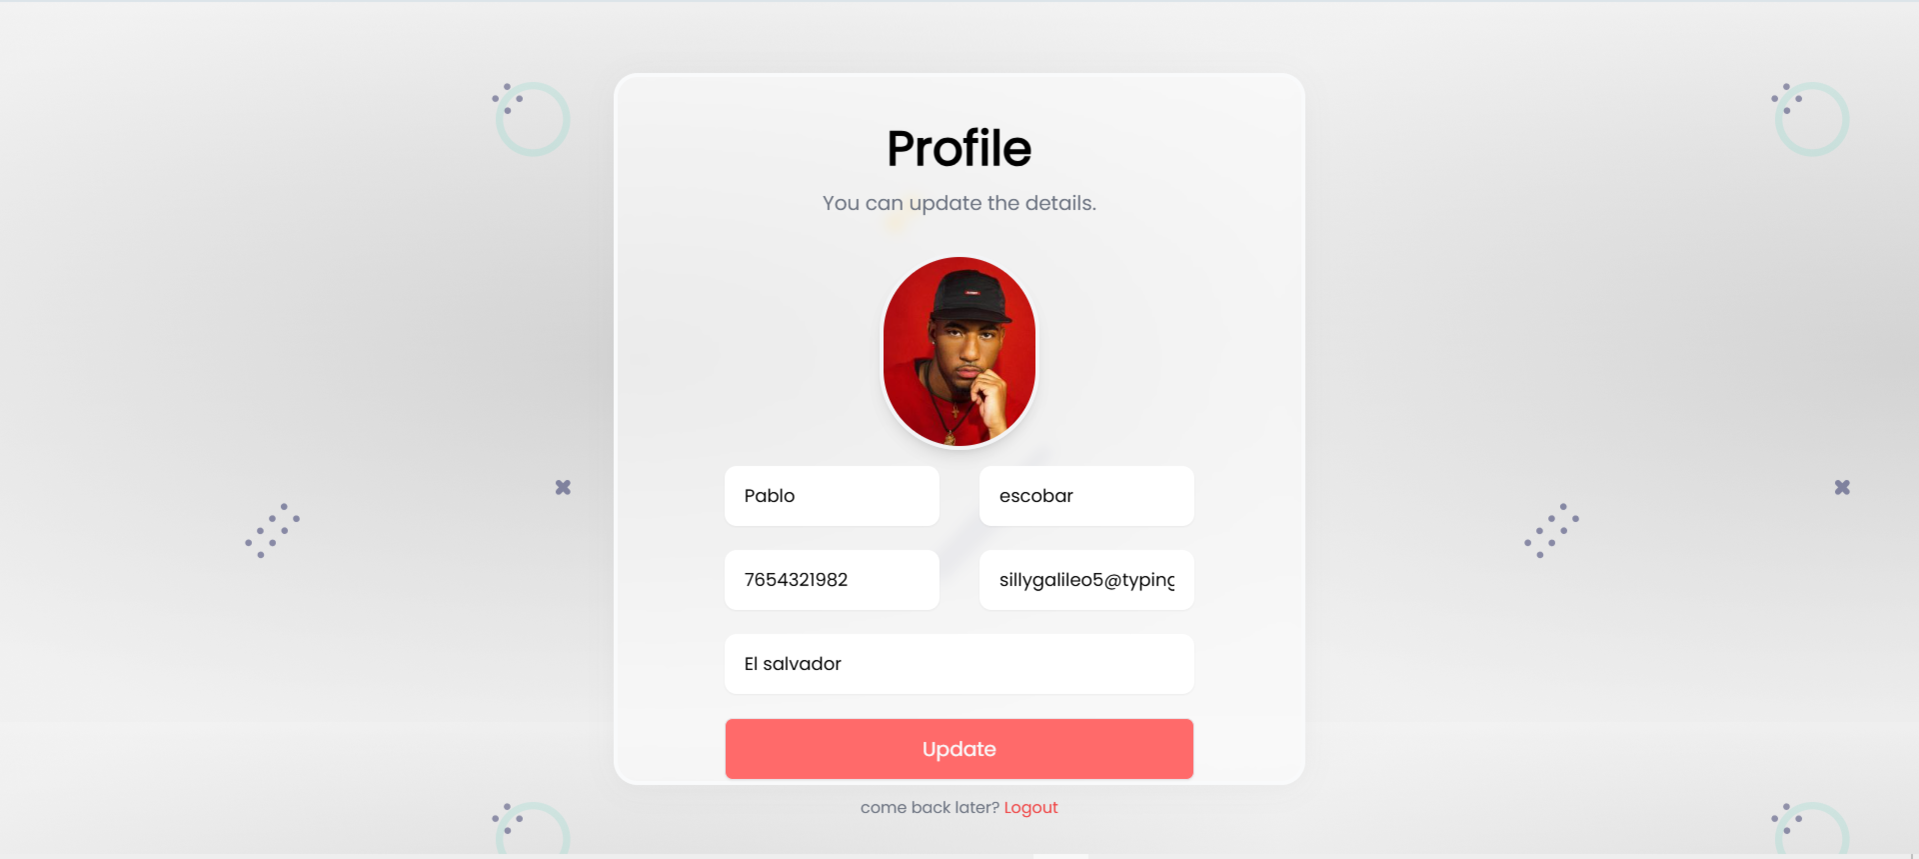 Profile
You can update the details.
Pablo
escobar
7654321982
sillygalileo5@typing
El salvador
Update
come back later? Logout